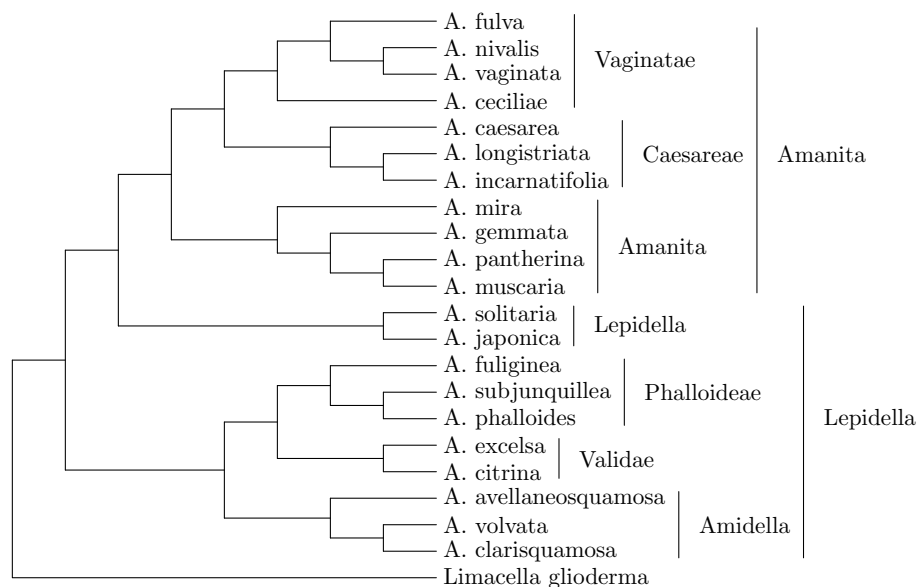 A. fulva
A. nivalis
A. vaginata
A. ceciliae
Vaginatae
A. caesarea
A. longistriata
A. incarnatifolia
Caesareae
A. mira
A. gemmata
A. pantherina
A. muscaria
Amanita
Amanita
A. solitaria
A. japonica
Lepidella
A. fuliginea
A. subjunquillea
A. phalloides
Phalloideae
A. excelsa
A. citrina
Validae
A. avellaneosquamosa
A. volvata
A. clarisquamosa
Amidella
Lepidella
Limacella glioderma